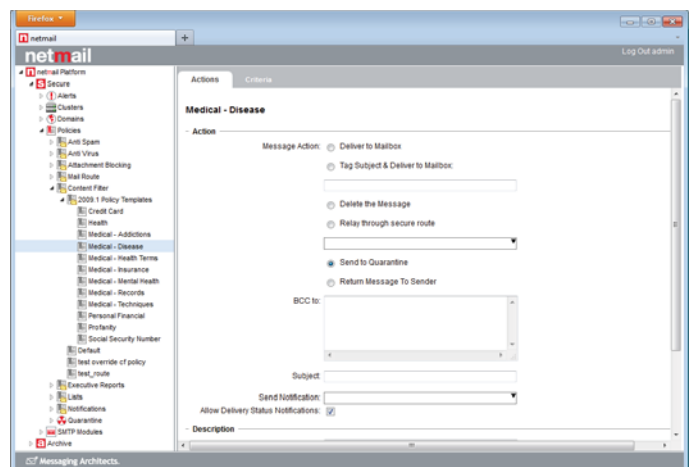 Firefox
netmail
netmail
Log Out admin
netmail Platform
Secure
Alerts
Clusters
Domains
Policies
Anti Spam
Anti Virus
Attachment Blocking
Mail Route
Content Filter
2009.1 Policy Templates
Credit Card
Health
Medical - Addictions
Medical - Disease
Medical - Health Terms
Medical - Insurance
Medical - Mental Health
Medical - Records
Medical - Techniques
Personal Financial
Profanity
Social Security Number
Default
test override of policy
test_route
Executive Reports
Lists
Notifications
Quarantine
SMTP Modules
Archive
Actions
Criteria
Medical - Disease
- Action
Message Action:
Deliver to Mailbox
Tag Subject & Deliver to Mailbox:
Delete the Message
Relay through secure route
Send to Quarantine
Return Message To Sender
BCC to:
Subject:
Send Notification:
Allow Delivery Status Notifications:
- Description
Messaging Architects.